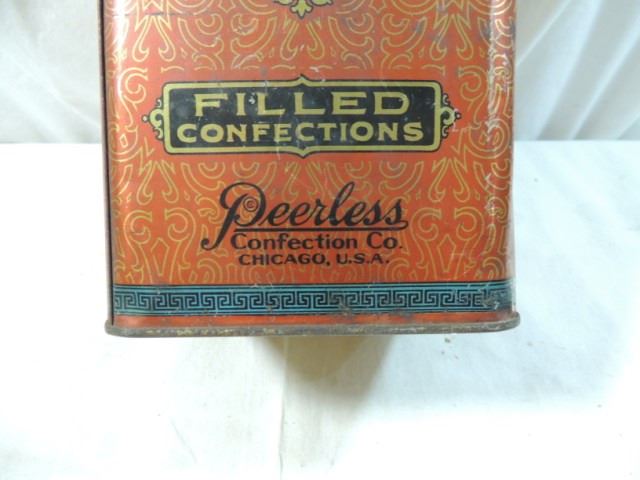 FILLED
CONFECTIONS
Peerless
Confection Co.
CHICAGO, U.S.A.